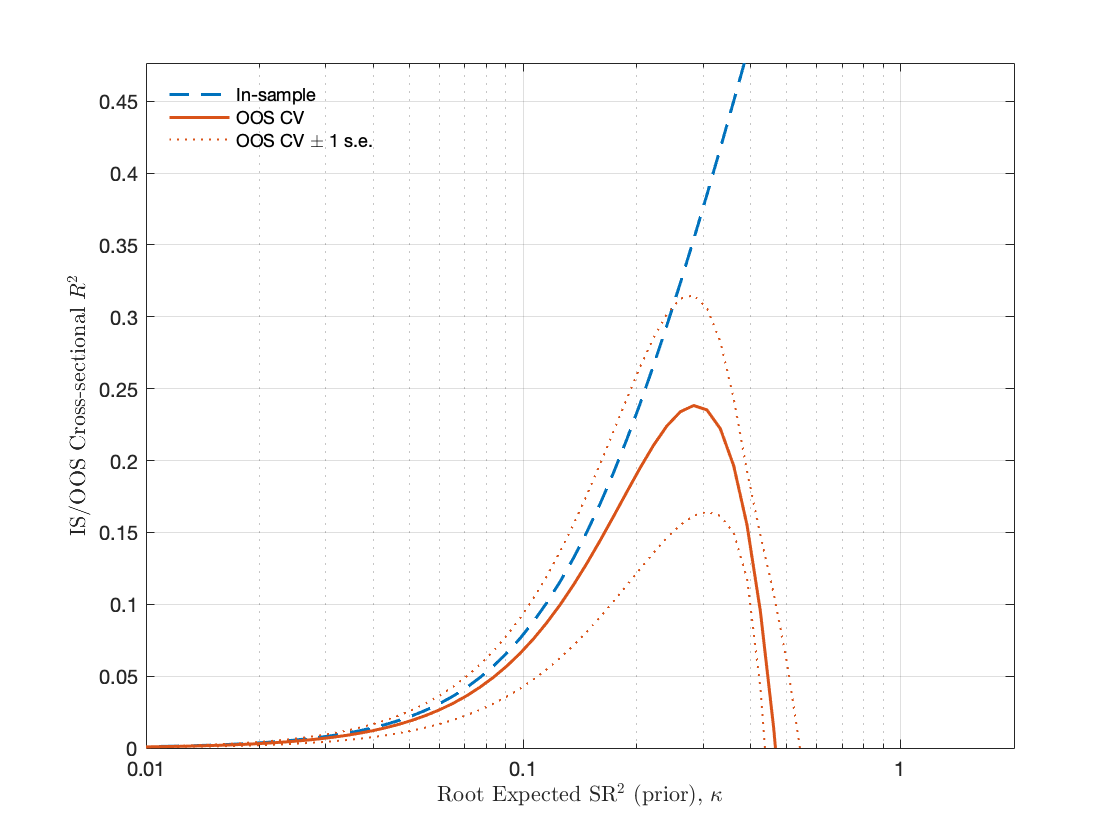 In-sample
OOS CV
OOS CV ± 1 s.e.
IS/OOS Cross-sectional R²
0.45
0.4
0.35
0.3
0.25
0.2
0.15
0.1
0.05
0
0.01 0.1 1
Root Expected SR² (prior), κ